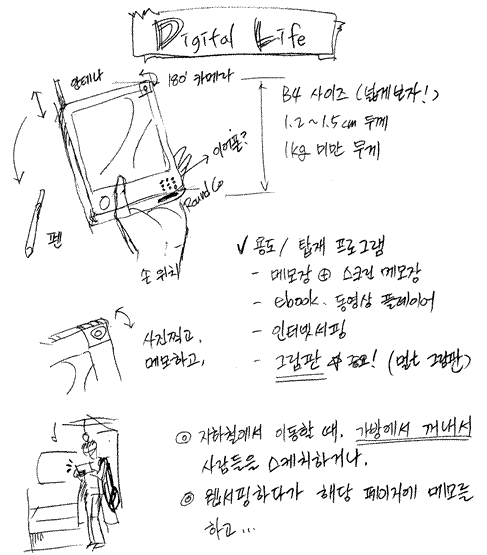 Digital Life
안테나
180° 카메라
B4 사이즈 (넓게보자!)
1.2~1.5cm 두께
1kg 미만 무게
이어폰?
Round Co
펜
손 위치
✓ 용도/ 탑재 프로그램
- 메모장 ⊕ 스크린 메모장
- ebook. 동영상 플레이어
- 인터넷서핑
- 그림판 중요! (멀티 그림판)
사진찍고,
메모하고,
◎ 지하철에서 이동할 때, 가방에서 꺼내서
사람들을 스케치하거나.
◎ 웹서핑하다가 해당 페이지에 메모를
하고...